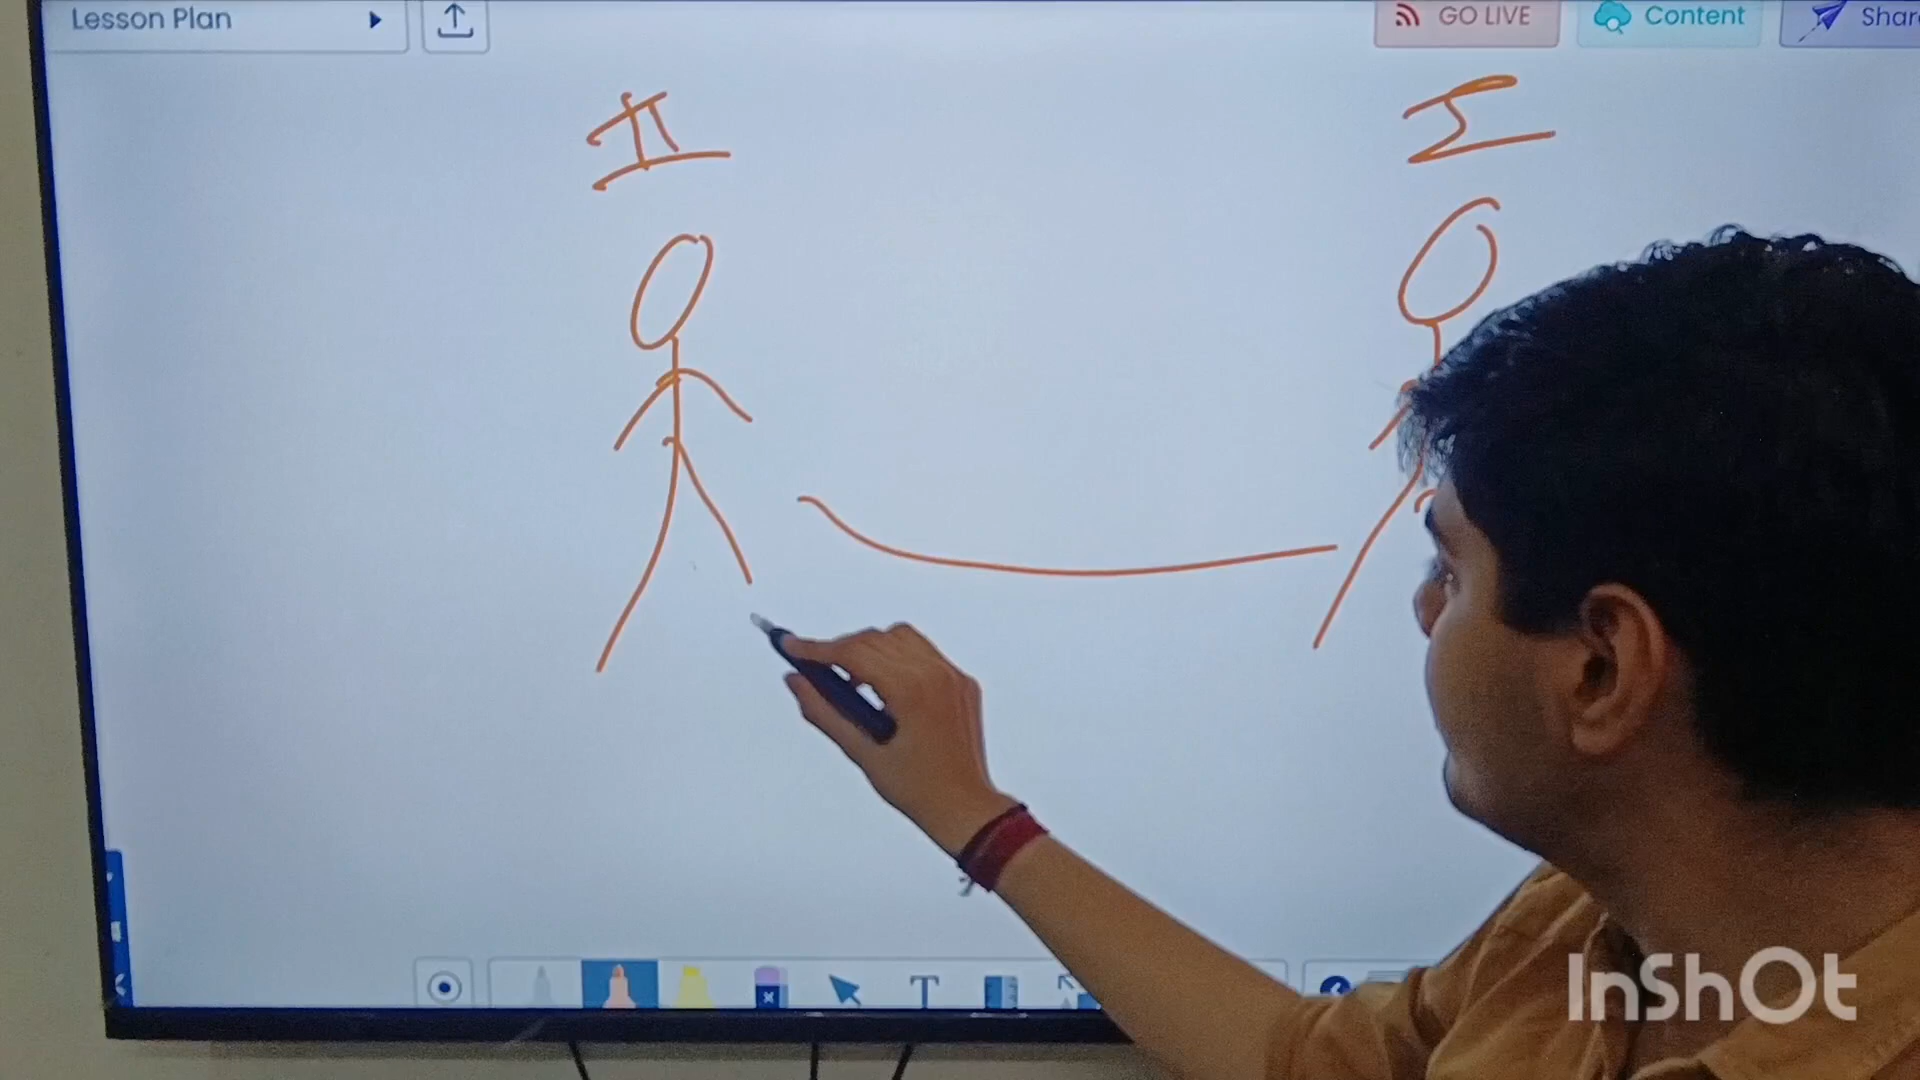 Lesson Plan
GO LIVE
Content
Shar
II
I
T
InShOt